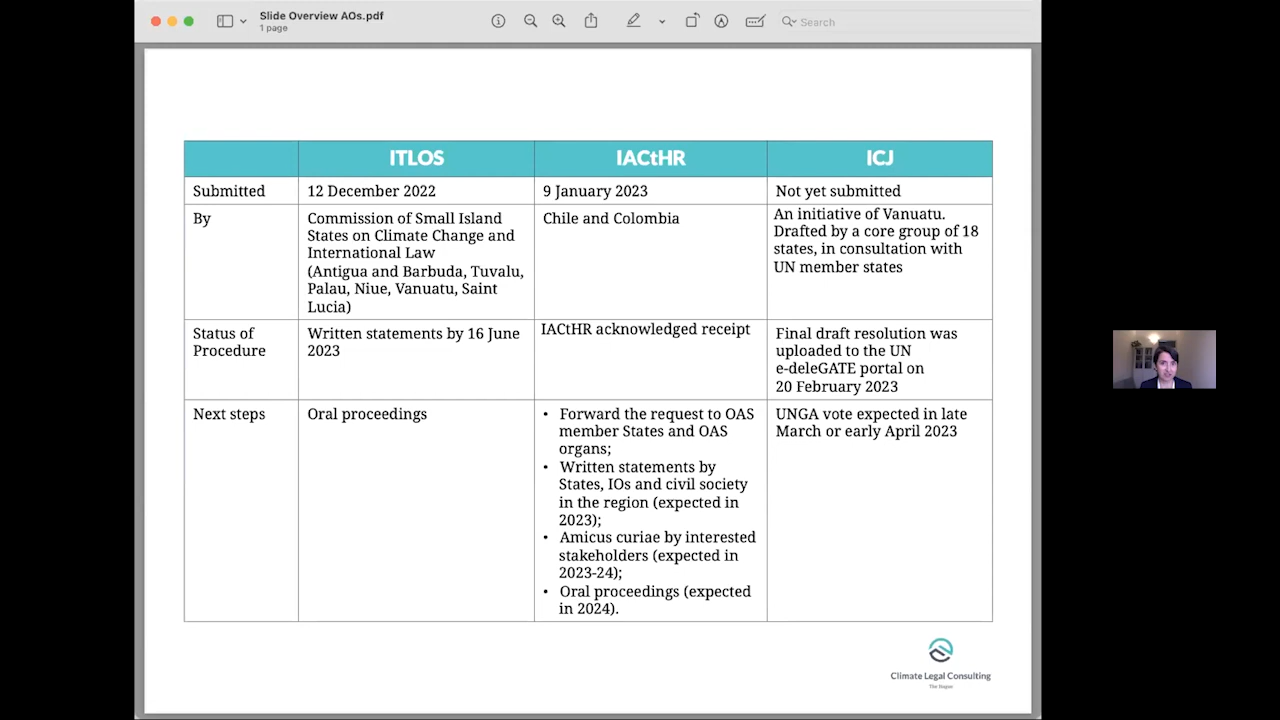 Slide Overview AOs.pdf
1 page
Search
ITLOS
IACtHR
ICJ
Submitted
12 December 2022
9 January 2023
Not yet submitted
By
Commission of Small Island
States on Climate Change and
International Law
(Antigua and Barbuda, Tuvalu,
Palau, Niue, Vanuatu, Saint
Lucia)
Chile and Colombia
An initiative of Vanuatu.
Drafted by a core group of 18
states, in consultation with
UN member states
Status of
Procedure
Written statements by 16 June
2023
IACtHR acknowledged receipt
Final draft resolution was
uploaded to the UN
e-deleGATE portal on
20 February 2023
Next steps
Oral proceedings
• Forward the request to OAS
member States and OAS
organs;
• Written statements by
States, IOs and civil society
in the region (expected in
2023);
• Amicus curiae by interested
stakeholders (expected in
2023-24);
• Oral proceedings (expected
in 2024).
UNGA vote expected in late
March or early April 2023
Climate Legal Consulting
The Hague